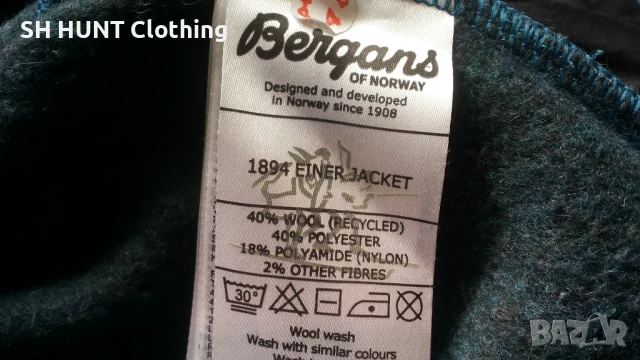 SH HUNT Clothing
Bergans
OF NORWAY
Designed and developed
in Norway since 1908
1894 EINER JACKET
40% WOOL (RECYCLED)
40% POLYESTER
18% POLYAMIDE (NYLON)
2% OTHER FIBRES
30°
Wool wash
Wash with similar colours
BAZAR